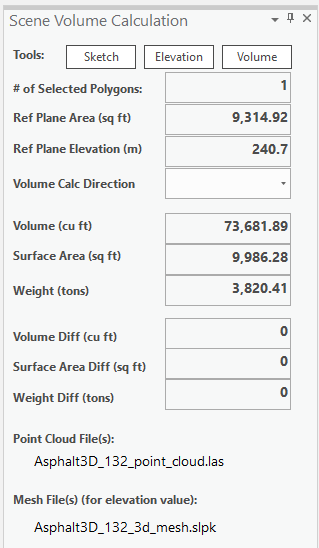 Scene Volume Calculation
Tools: Sketch Elevation Volume
# of Selected Polygons: 1
Ref Plane Area (sq ft) 9,314.92
Ref Plane Elevation (m) 240.7
Volume Calc Direction
Volume (cu ft) 73,681.89
Surface Area (sq ft) 9,986.28
Weight (tons) 3,820.41
Volume Diff (cu ft) 0
Surface Area Diff (sq ft) 0
Weight Diff (tons) 0
Point Cloud File(s):
Asphalt3D_132_point_cloud.las
Mesh File(s) (for elevation value):
Asphalt3D_132_3d_mesh.slpk